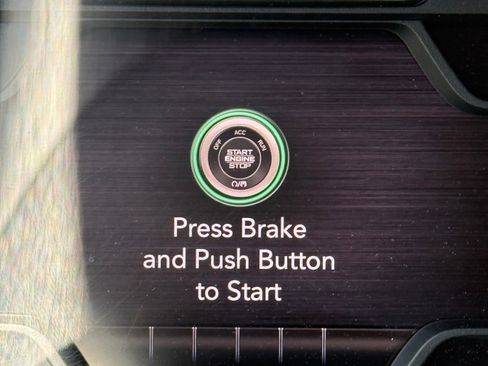 OFF ACC RUN
START
ENGINE
STOP
Press Brake
and Push Button
to Start